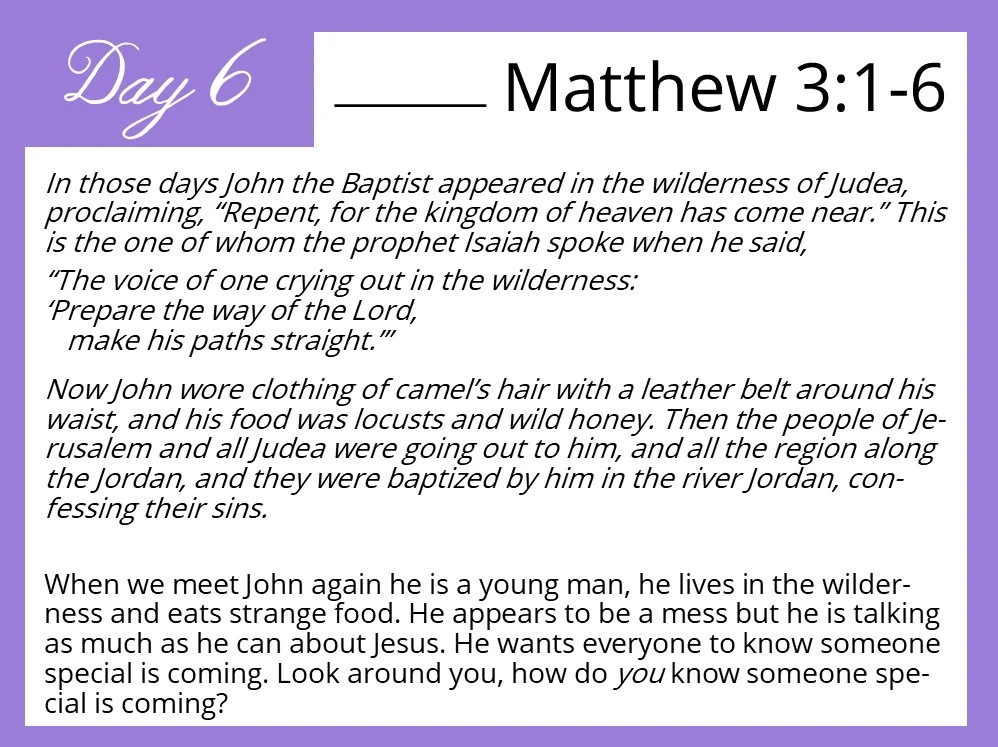 Day 6
Matthew 3:1-6
In those days John the Baptist appeared in the wilderness of Judea,
proclaiming, “Repent, for the kingdom of heaven has come near.” This
is the one of whom the prophet Isaiah spoke when he said,
“The voice of one crying out in the wilderness:
‘Prepare the way of the Lord,
make his paths straight.’”
Now John wore clothing of camel’s hair with a leather belt around his
waist, and his food was locusts and wild honey. Then the people of Je-
rusalem and all Judea were going out to him, and all the region along
the Jordan, and they were baptized by him in the river Jordan, con-
fessing their sins.
When we meet John again he is a young man, he lives in the wilder-
ness and eats strange food. He appears to be a mess but he is talking
as much as he can about Jesus. He wants everyone to know someone
special is coming. Look around you, how do you know someone spe-
cial is coming?